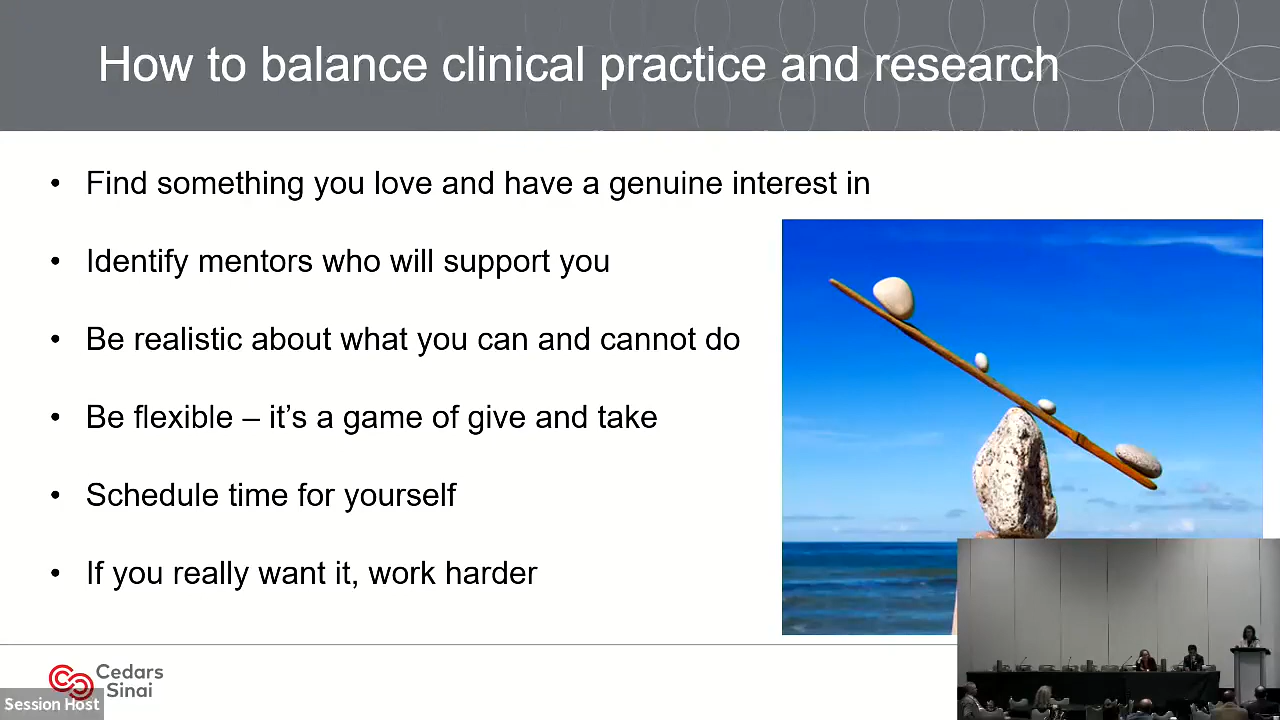 How to balance clinical practice and research
• Find something you love and have a genuine interest in
• Identify mentors who will support you
• Be realistic about what you can and cannot do
• Be flexible – it’s a game of give and take
• Schedule time for yourself
• If you really want it, work harder
Cedars
Sinai
Session Host